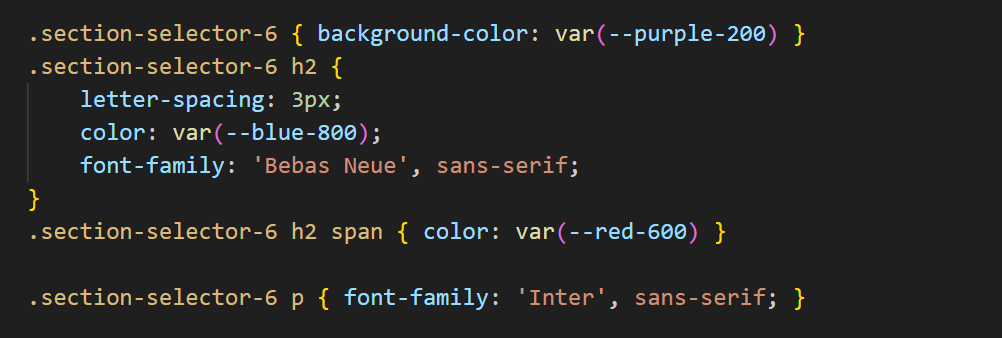 .section-selector-6 { background-color: var(--purple-200) }
.section-selector-6 h2 {
    letter-spacing: 3px;
    color: var(--blue-800);
    font-family: 'Bebas Neue', sans-serif;
}
.section-selector-6 h2 span { color: var(--red-600) }

.section-selector-6 p { font-family: 'Inter', sans-serif; }